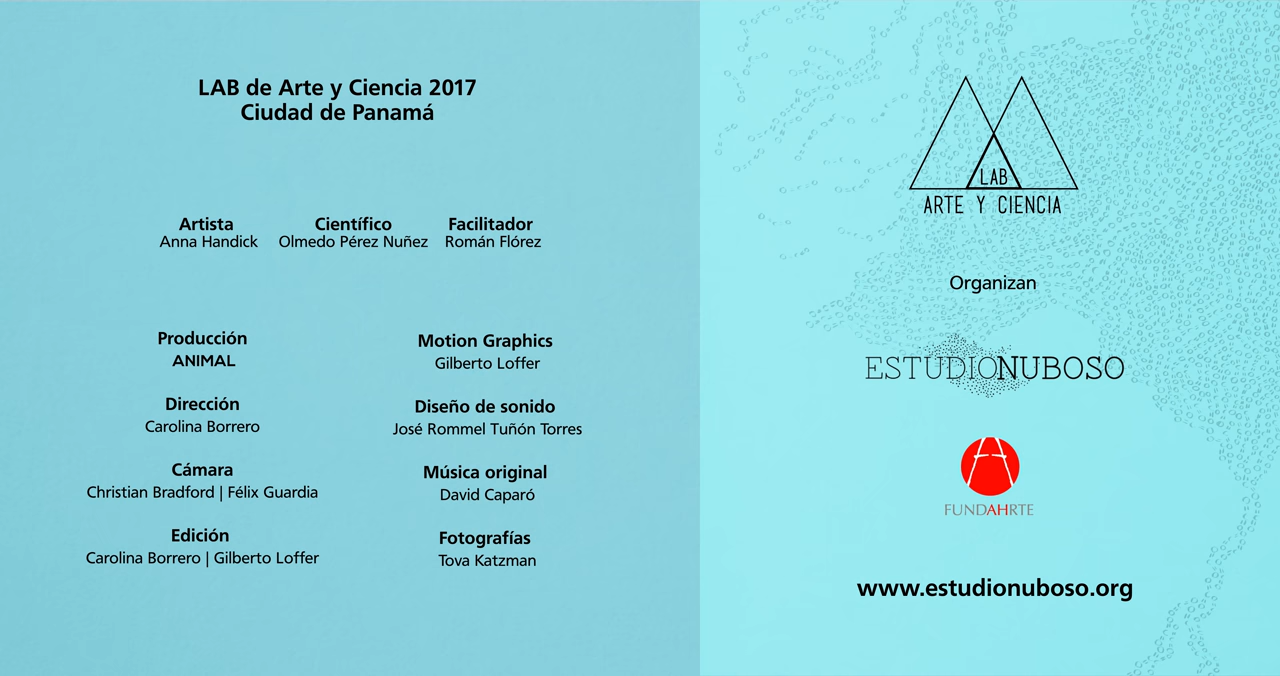 LAB de Arte y Ciencia 2017
Ciudad de Panamá
Artista
Anna Handick
Científico
Olmedo Pérez Nuñez
Facilitador
Román Flórez
Producción
ANIMAL
Dirección
Carolina Borrero
Cámara
Christian Bradford | Félix Guardia
Edición
Carolina Borrero | Gilberto Loffer
Motion Graphics
Gilberto Loffer
Diseño de sonido
José Rommel Tuñón Torres
Música original
David Caparó
Fotografías
Tova Katzman
LAB
ARTE Y CIENCIA
Organizan
ESTUDIONUBOSO
FUNDAHRTE
www.estudionuboso.org